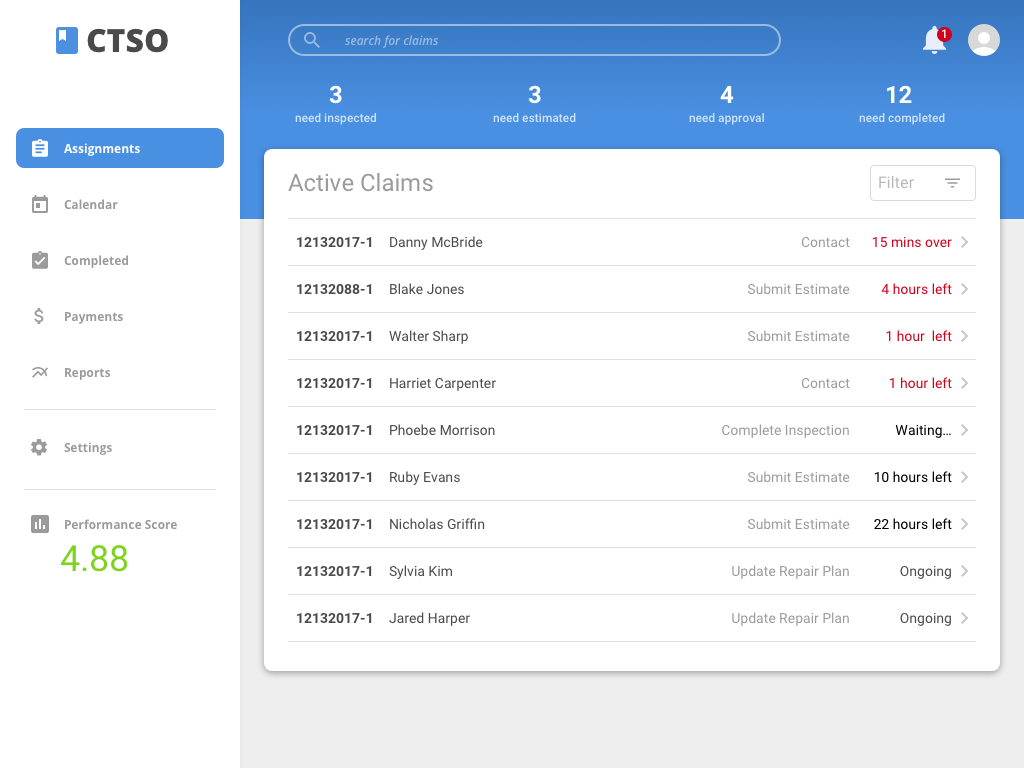 CTSO
search for claims
1
3 3 4 12
need inspected need estimated need approval need completed
Assignments
Calendar
Completed
Payments
Reports
Settings
Performance Score
4.88
Active Claims Filter
12132017-1 Danny McBride Contact 15 mins over
12132088-1 Blake Jones Submit Estimate 4 hours left
12132017-1 Walter Sharp Submit Estimate 1 hour left
12132017-1 Harriet Carpenter Contact 1 hour left
12132017-1 Phoebe Morrison Complete Inspection Waiting...
12132017-1 Ruby Evans Submit Estimate 10 hours left
12132017-1 Nicholas Griffin Submit Estimate 22 hours left
12132017-1 Sylvia Kim Update Repair Plan Ongoing
12132017-1 Jared Harper Update Repair Plan Ongoing